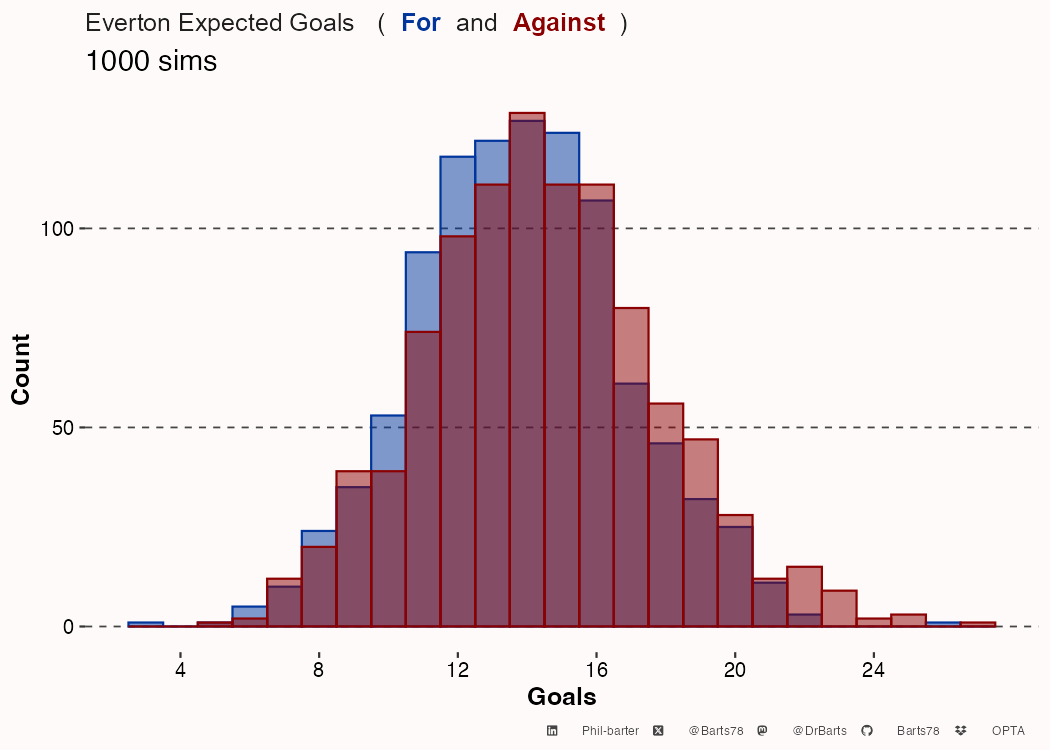 Everton Expected Goals ( For and Against )
1000 sims
100
50
0
Count
4 8 12 16 20 24
Goals
Phil-barter @Barts78 @DrBarts Barts78 OPTA